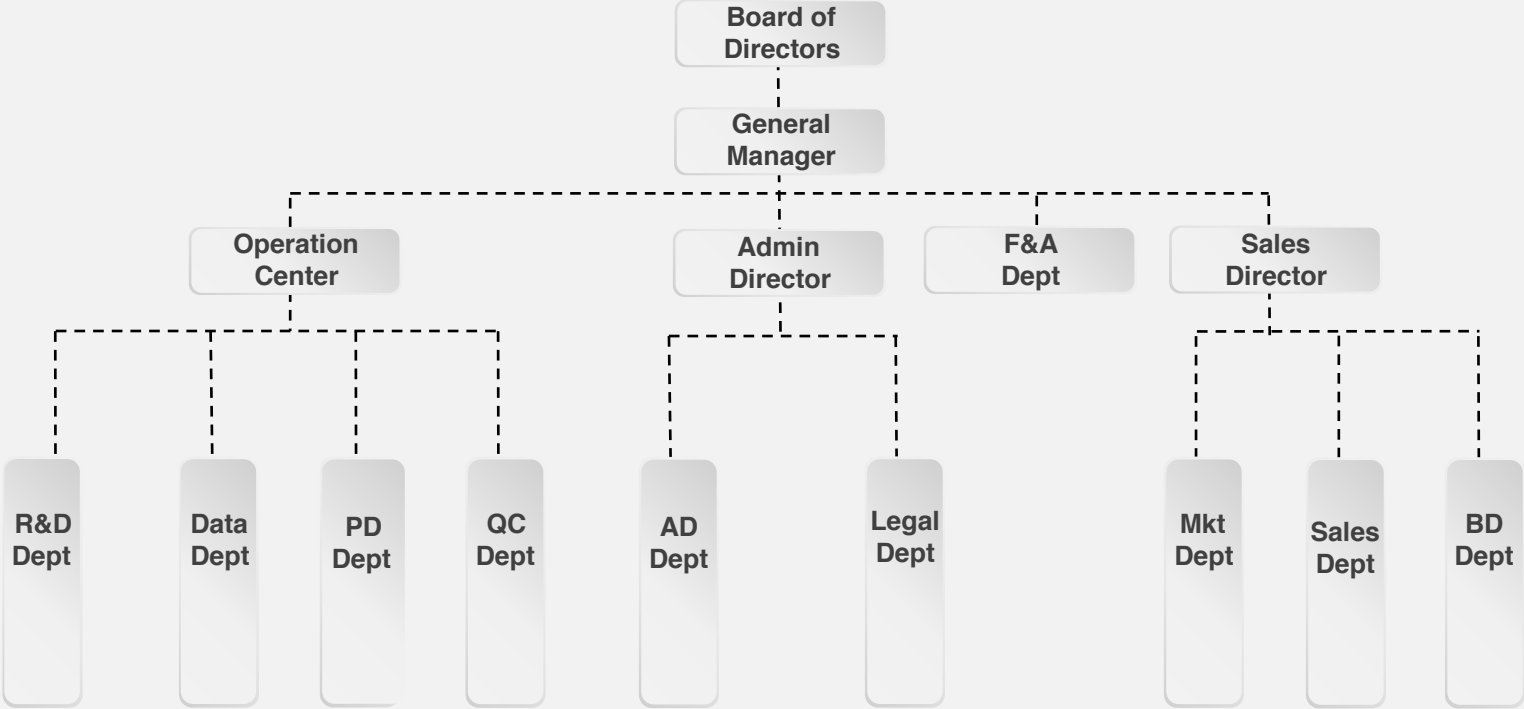 Board of
Directors
General
Manager
Operation
Center
Admin
Director
F&A
Dept
Sales
Director
R&D
Dept
Data
Dept
PD
Dept
QC
Dept
AD
Dept
Legal
Dept
Mkt
Dept
Sales
Dept
BD
Dept